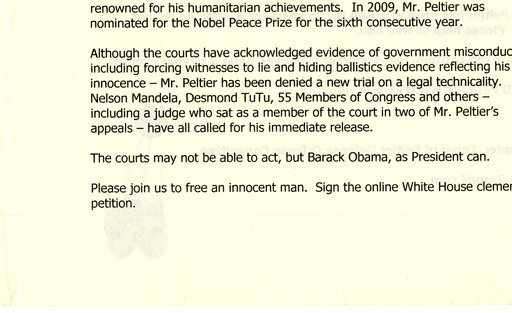 renowned for his humanitarian achievements. In 2009, Mr. Peltier was
nominated for the Nobel Peace Prize for the sixth consecutive year.
Although the courts have acknowledged evidence of government misconduc
including forcing witnesses to lie and hiding ballistics evidence reflecting his
innocence – Mr. Peltier has been denied a new trial on a legal technicality.
Nelson Mandela, Desmond TuTu, 55 Members of Congress and others –
including a judge who sat as a member of the court in two of Mr. Peltier's
appeals – have all called for his immediate release.
The courts may not be able to act, but Barack Obama, as President can.
Please join us to free an innocent man. Sign the online White House clemen
petition.